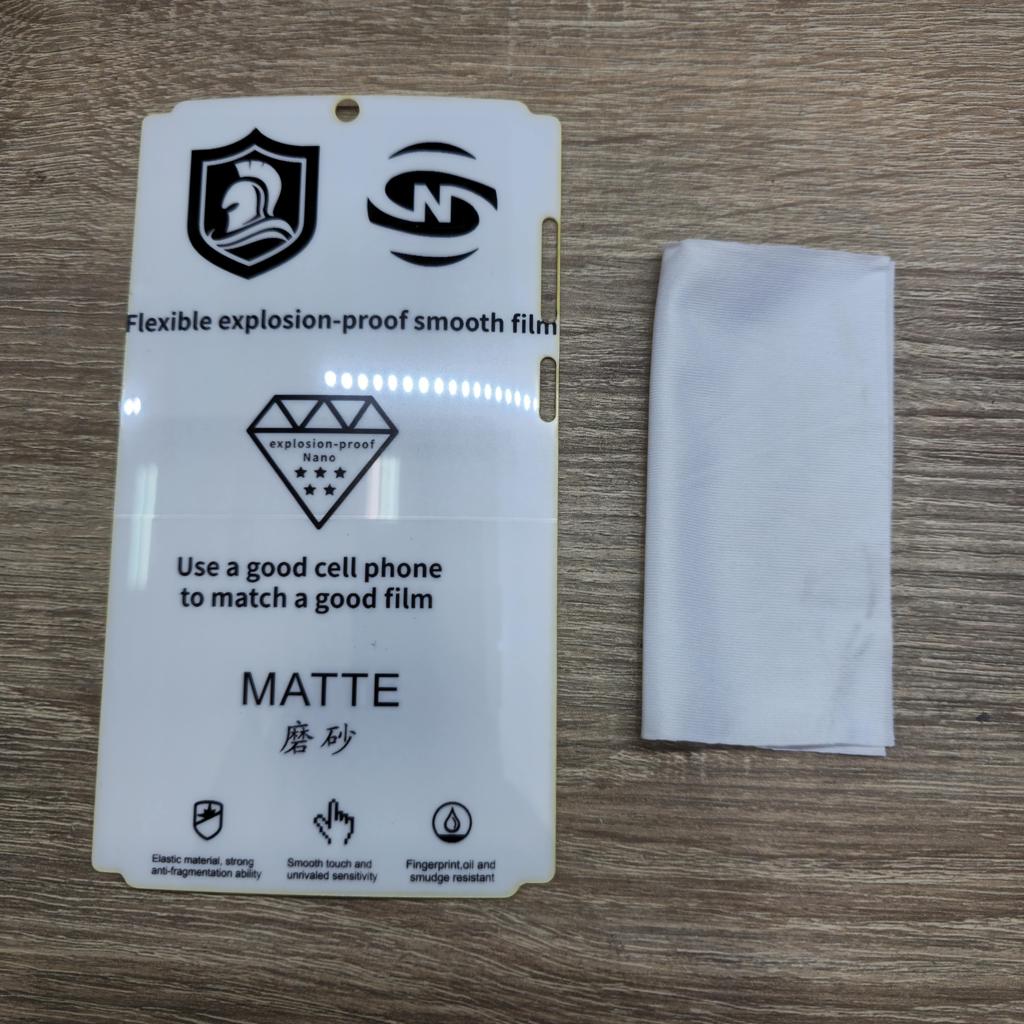 N
Flexible explosion-proof smooth film
explosion-proof
Nano
Use a good cell phone
to match a good film
MATTE
磨砂
Elastic material, strong
anti-fragmentation ability
Smooth touch and
unrivaled sensitivity
Fingerprint,oil and
smudge resistant